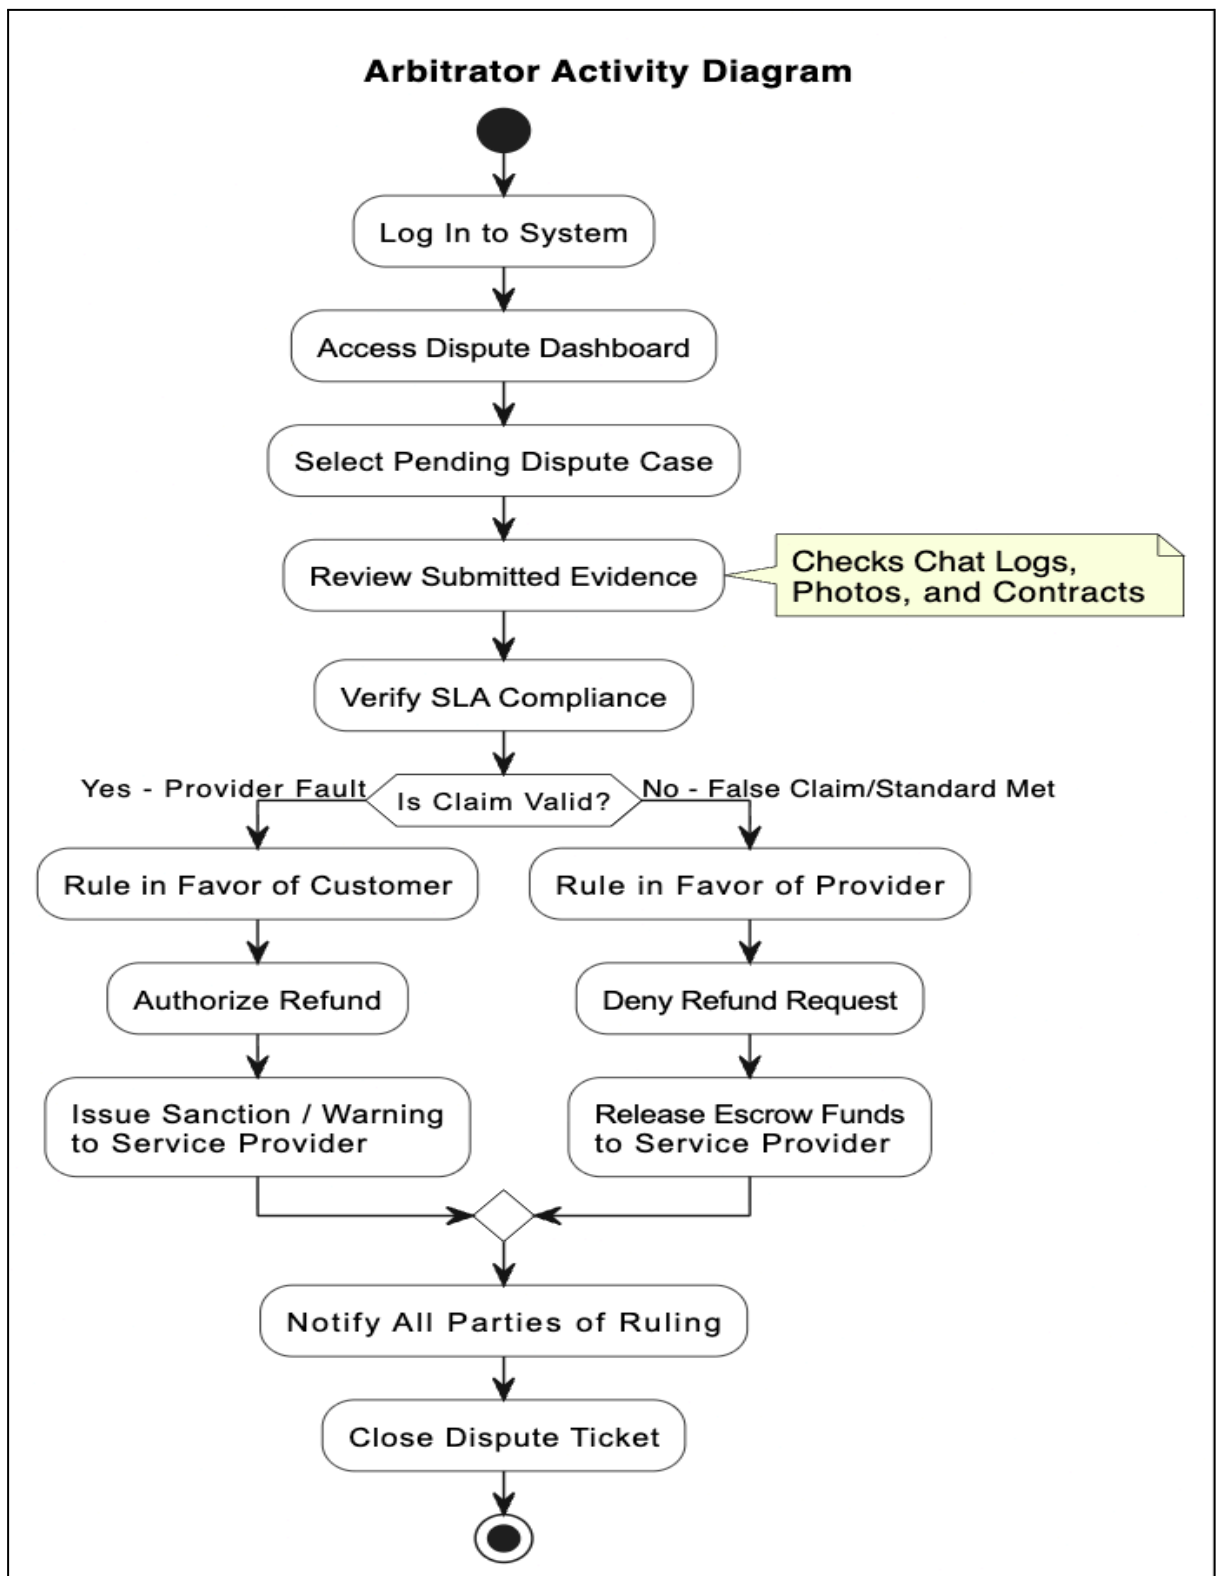 Arbitrator Activity Diagram
Log In to System
Access Dispute Dashboard
Select Pending Dispute Case
Review Submitted Evidence
Checks Chat Logs,
Photos, and Contracts
Verify SLA Compliance
Yes - Provider Fault
Is Claim Valid?
No - False Claim/Standard Met
Rule in Favor of Customer
Rule in Favor of Provider
Authorize Refund
Deny Refund Request
Issue Sanction / Warning
to Service Provider
Release Escrow Funds
to Service Provider
Notify All Parties of Ruling
Close Dispute Ticket